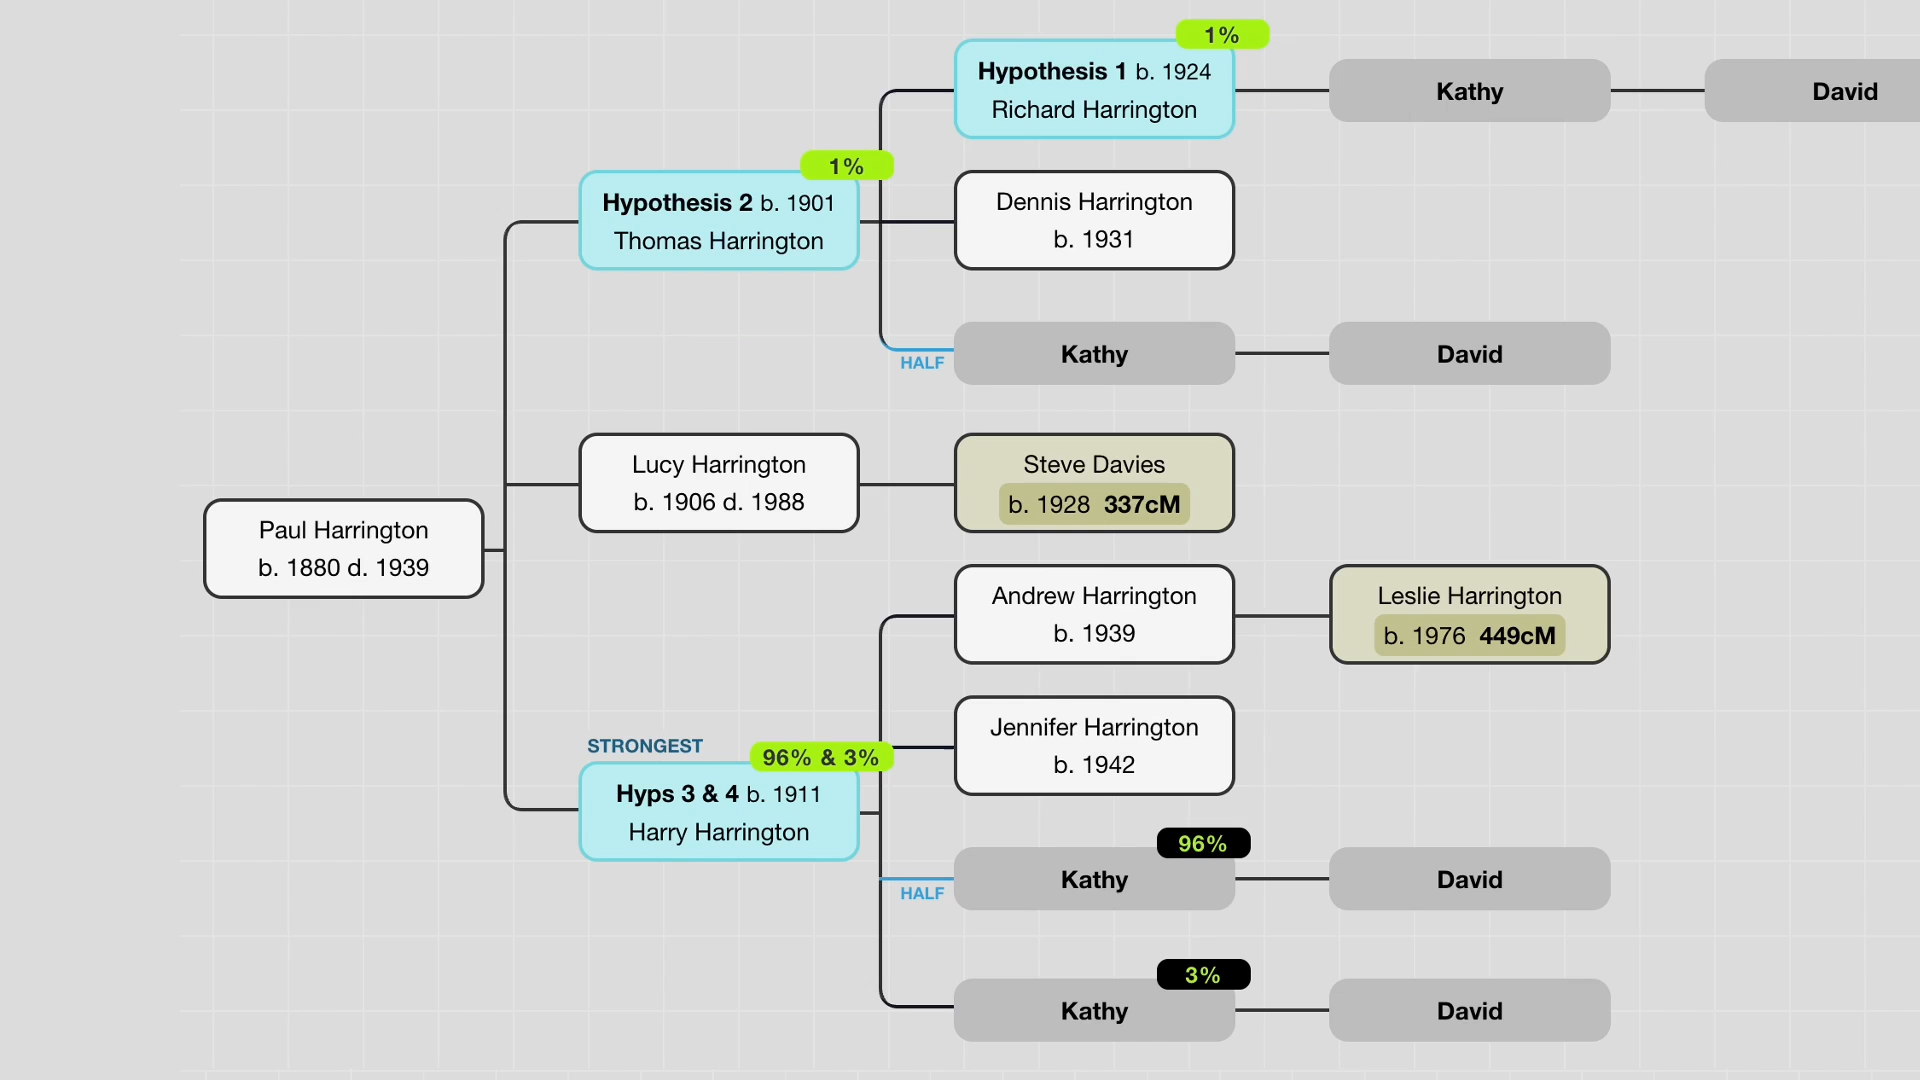 1%
Hypothesis 1 b. 1924
Richard Harrington
Kathy
David
1%
Hypothesis 2 b. 1901
Thomas Harrington
Dennis Harrington
b. 1931
HALF
Kathy
David
Lucy Harrington
b. 1906 d. 1988
Steve Davies
b. 1928 337cM
Paul Harrington
b. 1880 d. 1939
Andrew Harrington
b. 1939
Leslie Harrington
b. 1976 449cM
Jennifer Harrington
b. 1942
STRONGEST
96% & 3%
Hyps 3 & 4 b. 1911
Harry Harrington
96%
HALF
Kathy
David
3%
Kathy
David